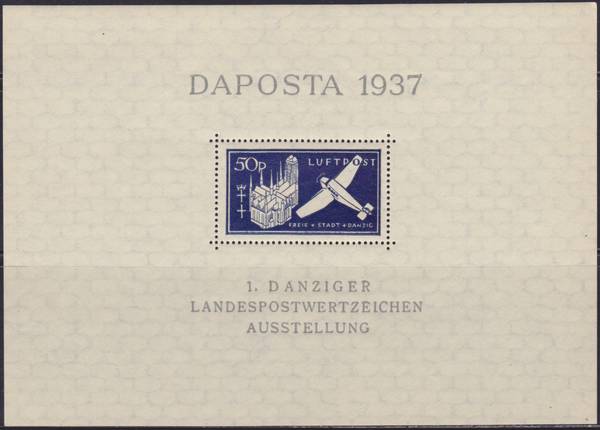 DAPOSTA 1937
50p LUFTPOST
FREIE + STADT + DANZIG
1. DANZIGER
LANDESPOSTWERTZEICHEN
AUSSTELLUNG